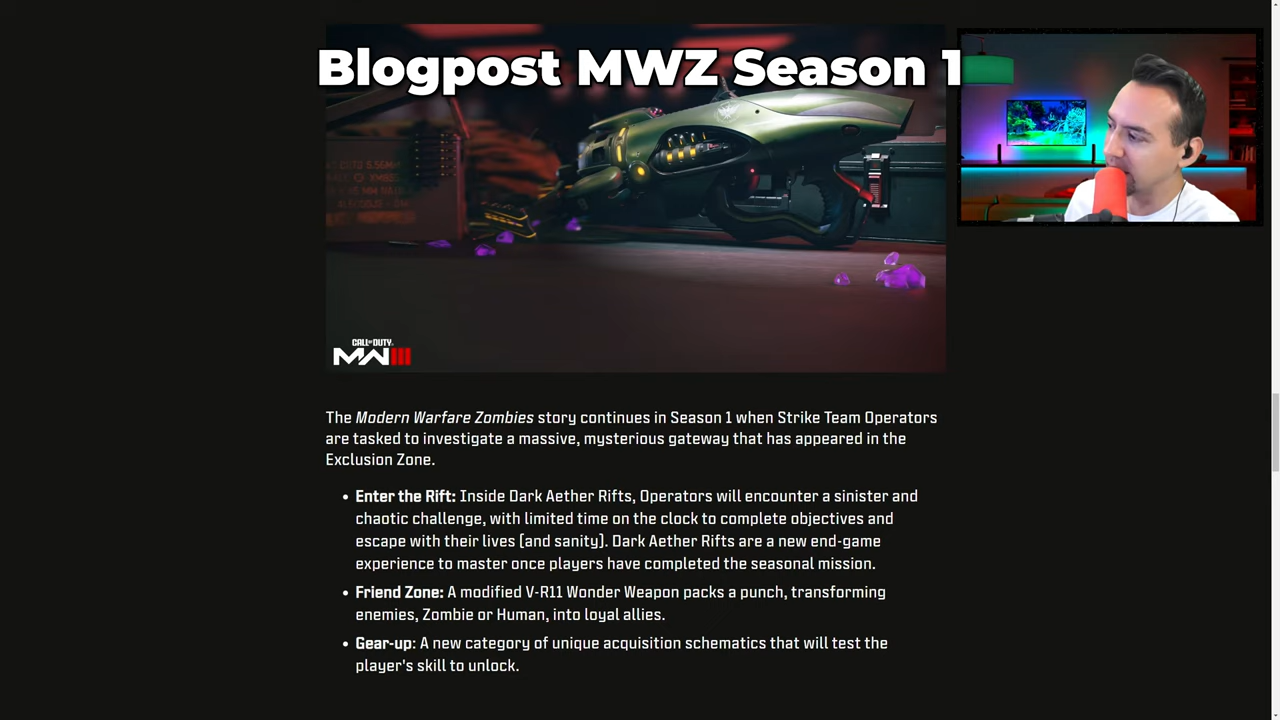 Blogpost MWZ Season 1
CALL OF DUTY
MWIII
The Modern Warfare Zombies story continues in Season 1 when Strike Team Operators
are tasked to investigate a massive, mysterious gateway that has appeared in the
Exclusion Zone.
• Enter the Rift: Inside Dark Aether Rifts, Operators will encounter a sinister and
chaotic challenge, with limited time on the clock to complete objectives and
escape with their lives (and sanity). Dark Aether Rifts are a new end-game
experience to master once players have completed the seasonal mission.
• Friend Zone: A modified V-R11 Wonder Weapon packs a punch, transforming
enemies, Zombie or Human, into loyal allies.
• Gear-up: A new category of unique acquisition schematics that will test the
player's skill to unlock.